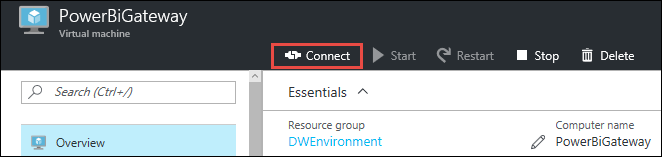 PowerBiGateway
Virtual machine
Connect Start Restart Stop Delete
Search (Ctrl+/)
Essentials
Overview
Resource group Computer name
DWEnvironment PowerBiGateway